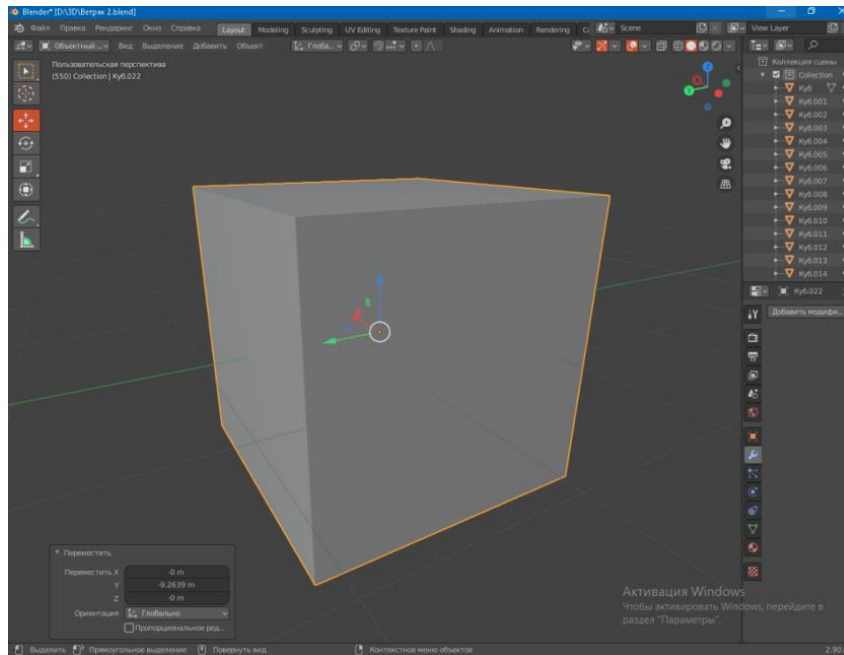 Blender* [D:\3D\Ветряк 2.blend]
Файл Правка Рендеринг Окно Справка Layout Modeling Sculpting UV Editing Texture Paint Shading Animation Rendering Scene View Layer
Объектный... Вид Выделение Добавить Объект Глоба...
Пользовательская перспектива
(550) Collection | Куб.022
Коллекция сцены
Collection
Куб
Куб.001
Куб.002
Куб.003
Куб.004
Куб.005
Куб.006
Куб.007
Куб.008
Куб.009
Куб.010
Куб.011
Куб.012
Куб.013
Куб.014
Куб.022
Добавить модифи...
Переместить
Переместить X -0 m
Y -9.2639 m
Z -0 m
Ориентация Глобально
Пропорциональное ред...
Активация Windows
Чтобы активировать Windows, перейдите в
раздел "Параметры".
Выделить Прямоугольное выделение Повернуть вид Контекстное меню объектов 2.90